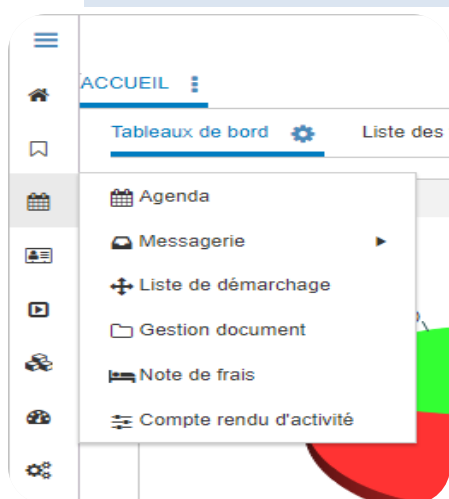 ACCUEIL
Tableaux de bord Liste des
Agenda
Messagerie
Liste de démarchage
Gestion document
Note de frais
Compte rendu d'activité